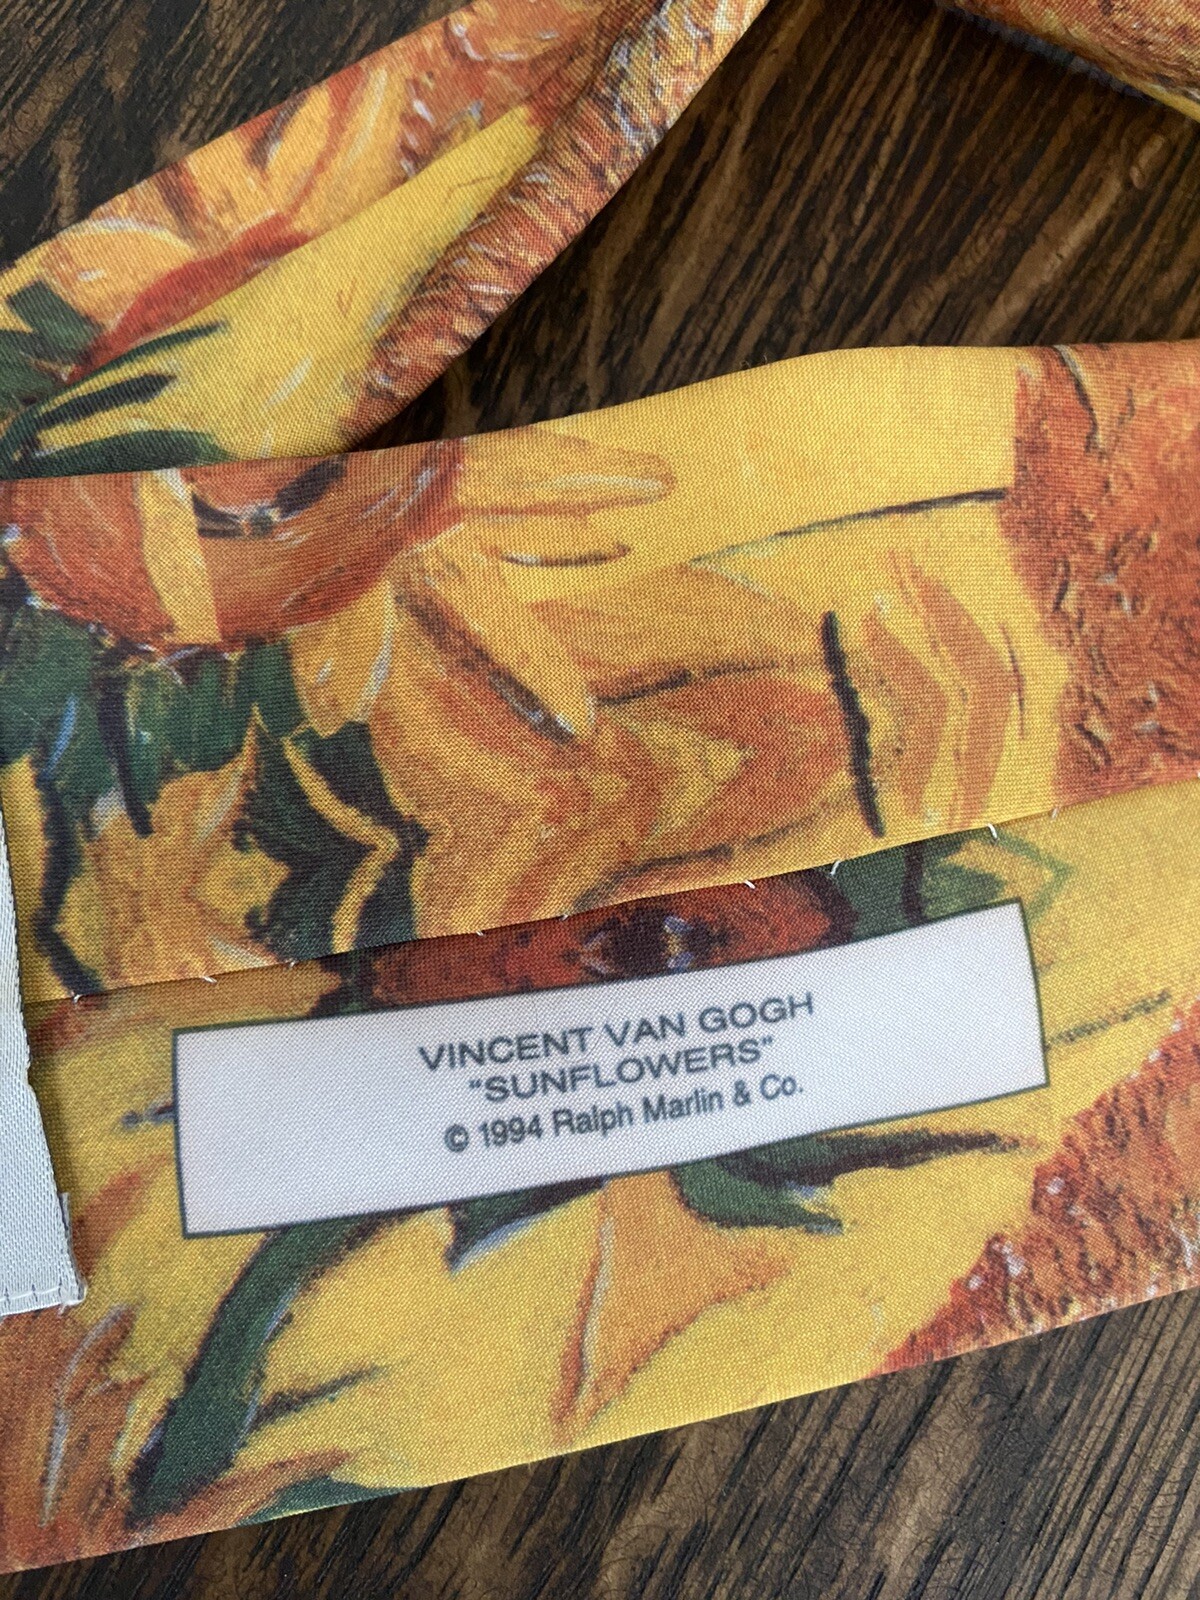 VINCENT VAN GOGH
"SUNFLOWERS"
© 1994 Ralph Marlin & Co.